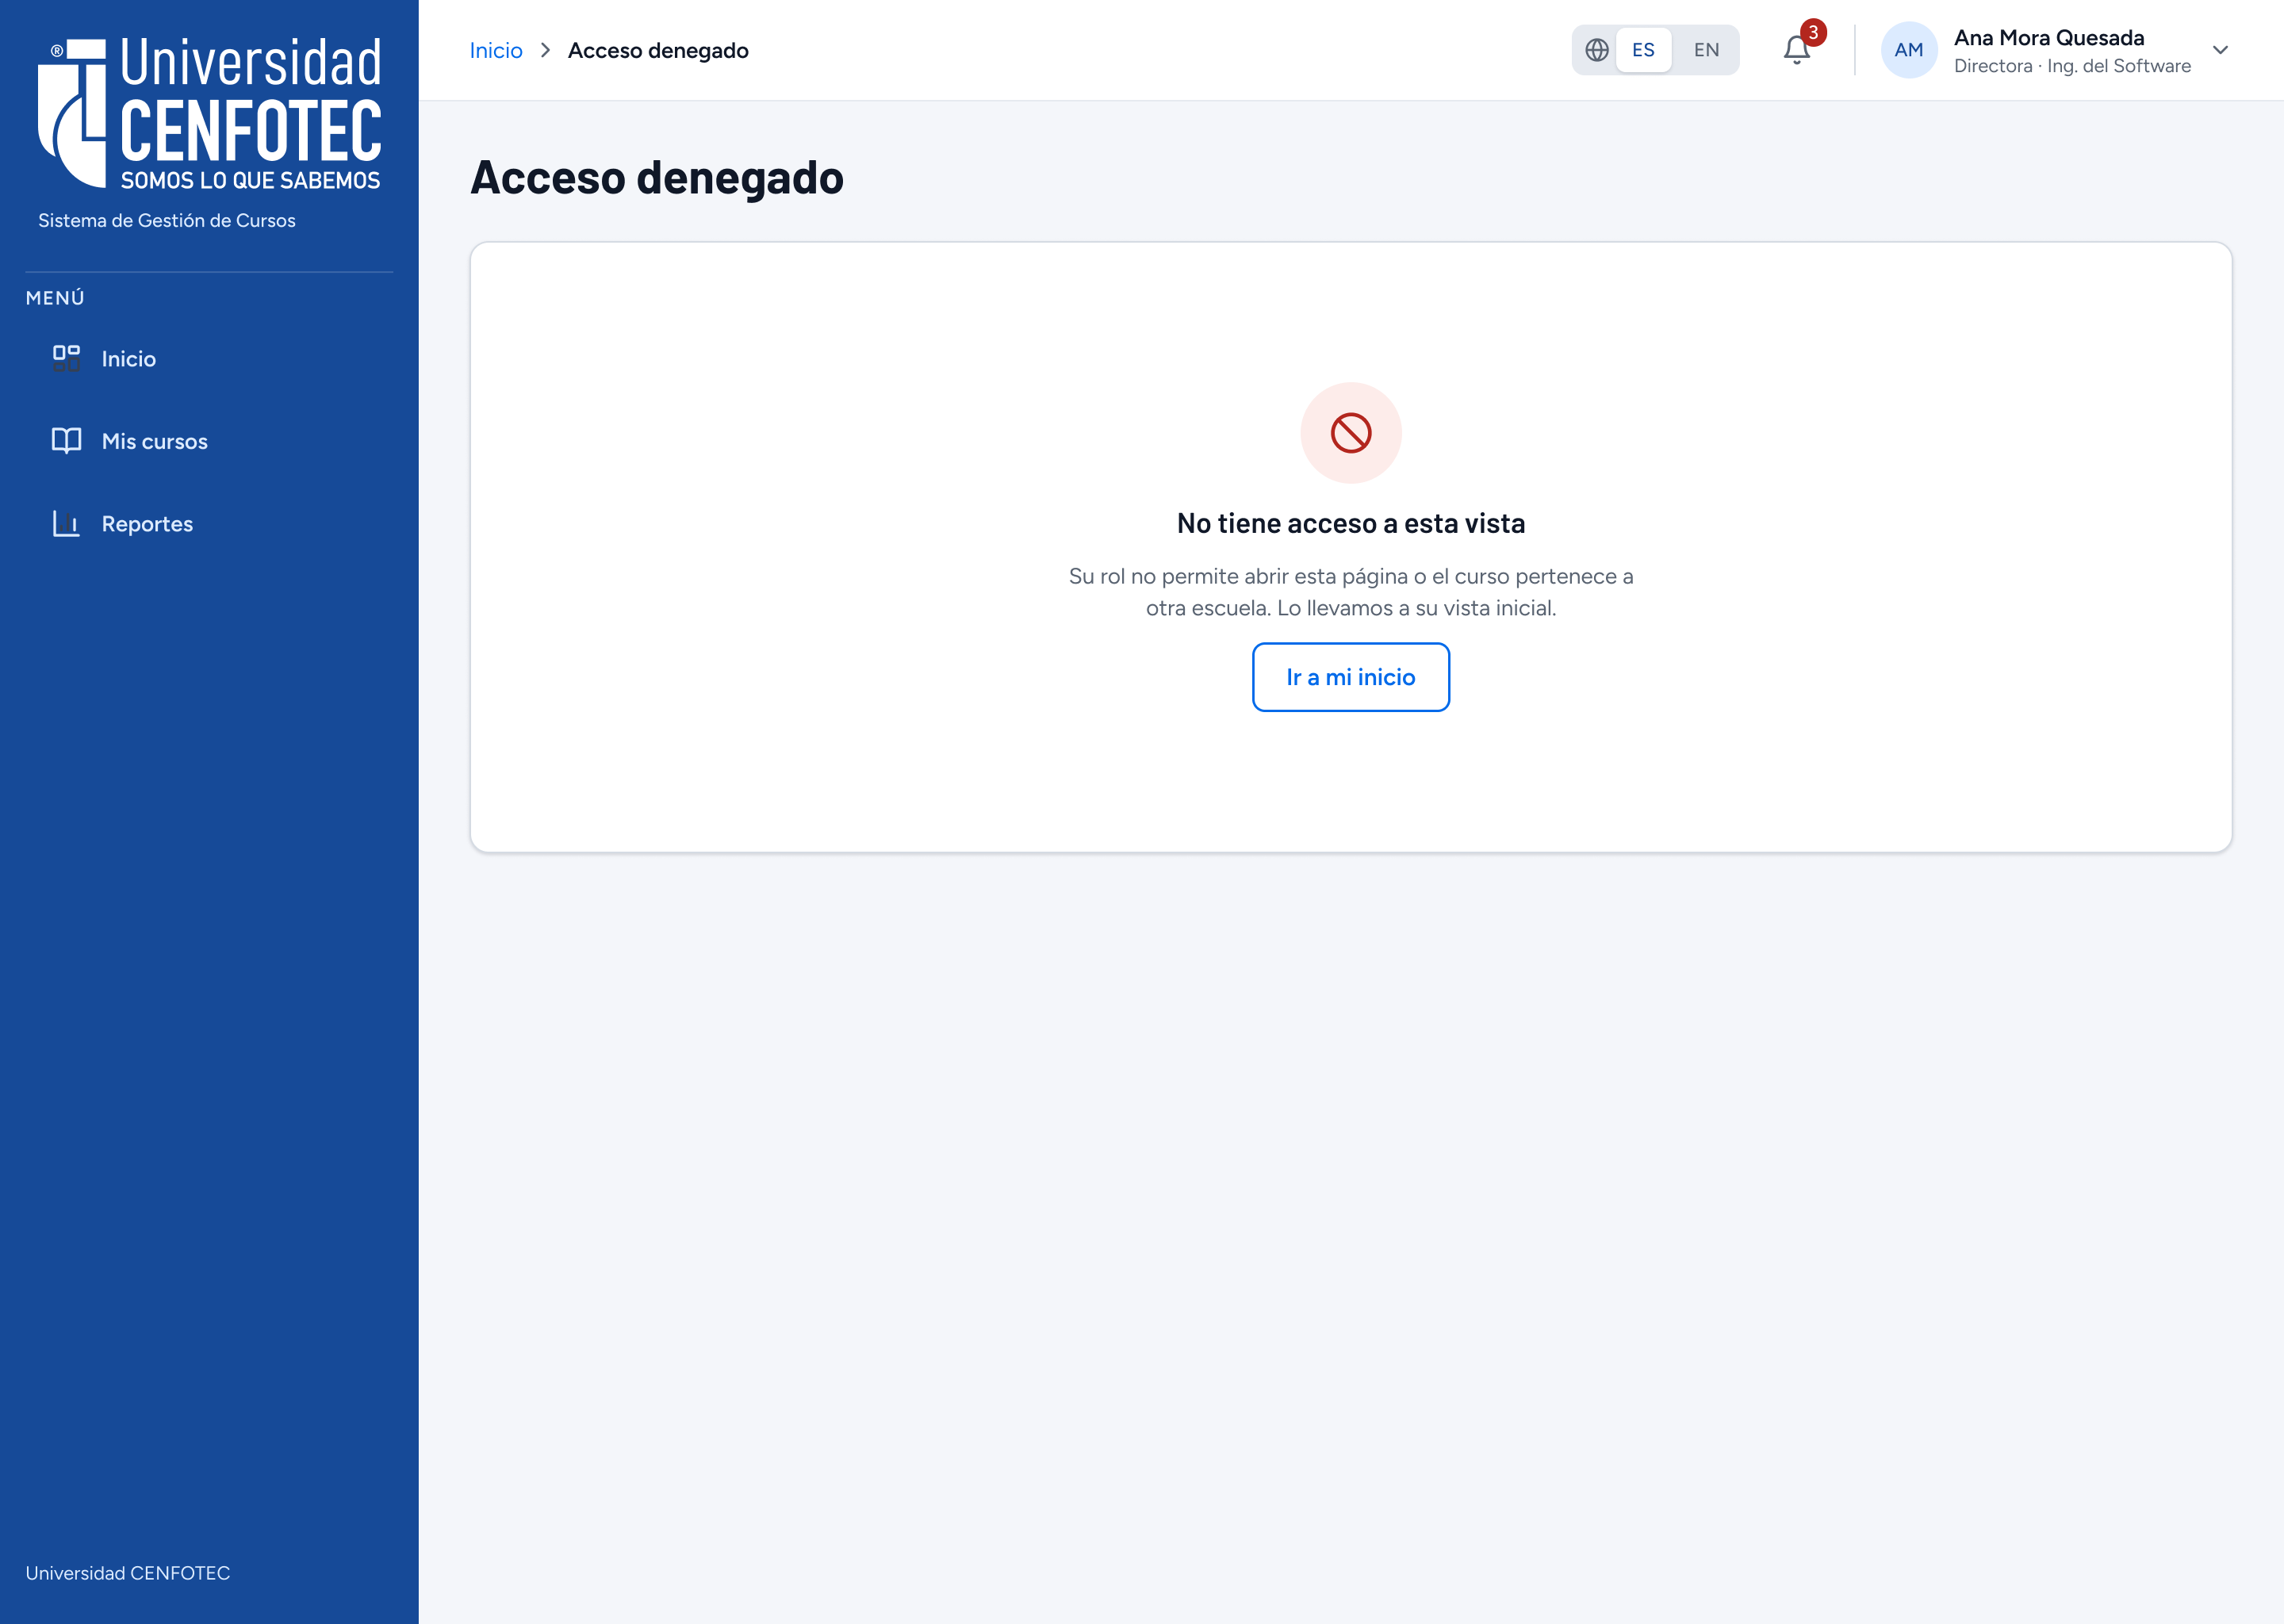 ® Universidad
CENFOTEC
SOMOS LO QUE SABEMOS
Sistema de Gestión de Cursos
MENÚ
Inicio
Mis cursos
Reportes
Universidad CENFOTEC
Inicio > Acceso denegado
ES EN
3
AM
Ana Mora Quesada
Directora · Ing. del Software
Acceso denegado
No tiene acceso a esta vista
Su rol no permite abrir esta página o el curso pertenece a
otra escuela. Lo llevamos a su vista inicial.
Ir a mi inicio